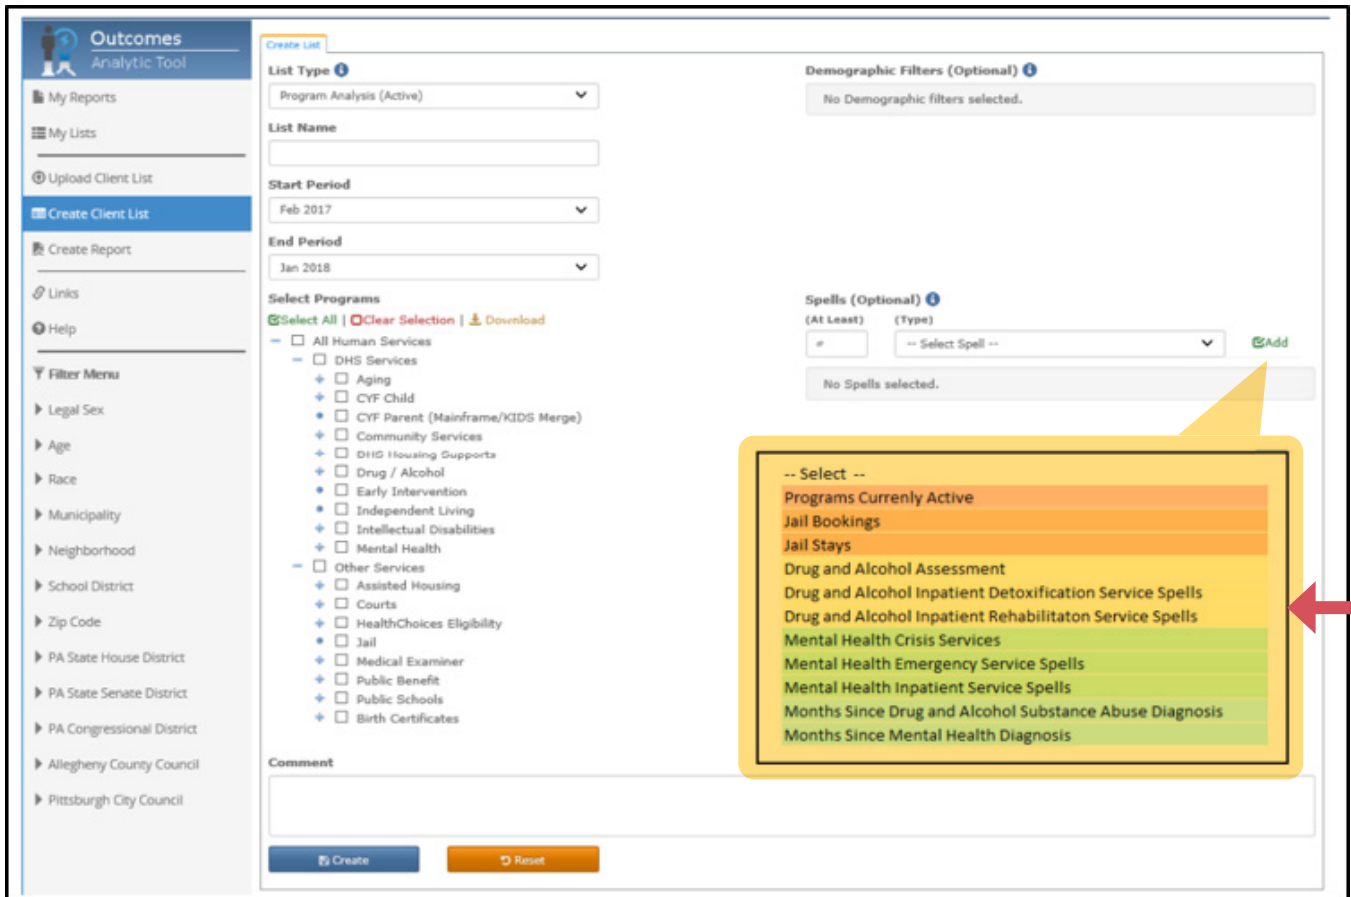 Outcomes
Analytic Tool
My Reports
My Lists
Upload Client List
Create Client List
Create Report
Links
Help
Filter Menu
Legal Sex
Age
Race
Municipality
Neighborhood
School District
Zip Code
PA State House District
PA State Senate District
PA Congressional District
Allegheny County Council
Pittsburgh City Council
Create List
List Type
Program Analysis (Active)
List Name
Start Period
Feb 2017
End Period
Jan 2018
Select Programs
Select All | Clear Selection | Download
All Human Services
DHS Services
Aging
CYF Child
CYF Parent (Mainframe/KIDS Merge)
Community Services
DHS Housing Supports
Drug / Alcohol
Early Intervention
Independent Living
Intellectual Disabilities
Mental Health
Other Services
Assisted Housing
Courts
HealthChoices Eligibility
Jail
Medical Examiner
Public Benefit
Public Schools
Birth Certificates
Demographic Filters (Optional)
No Demographic filters selected.
Spells (Optional)
(At Least) (Type)
# -- Select Spell -- Add
No Spells selected.
-- Select --
Programs Currenly Active
Jail Bookings
Jail Stays
Drug and Alcohol Assessment
Drug and Alcohol Inpatient Detoxification Service Spells
Drug and Alcohol Inpatient Rehabilitaton Service Spells
Mental Health Crisis Services
Mental Health Emergency Service Spells
Mental Health Inpatient Service Spells
Months Since Drug and Alcohol Substance Abuse Diagnosis
Months Since Mental Health Diagnosis
Comment
Create
Reset